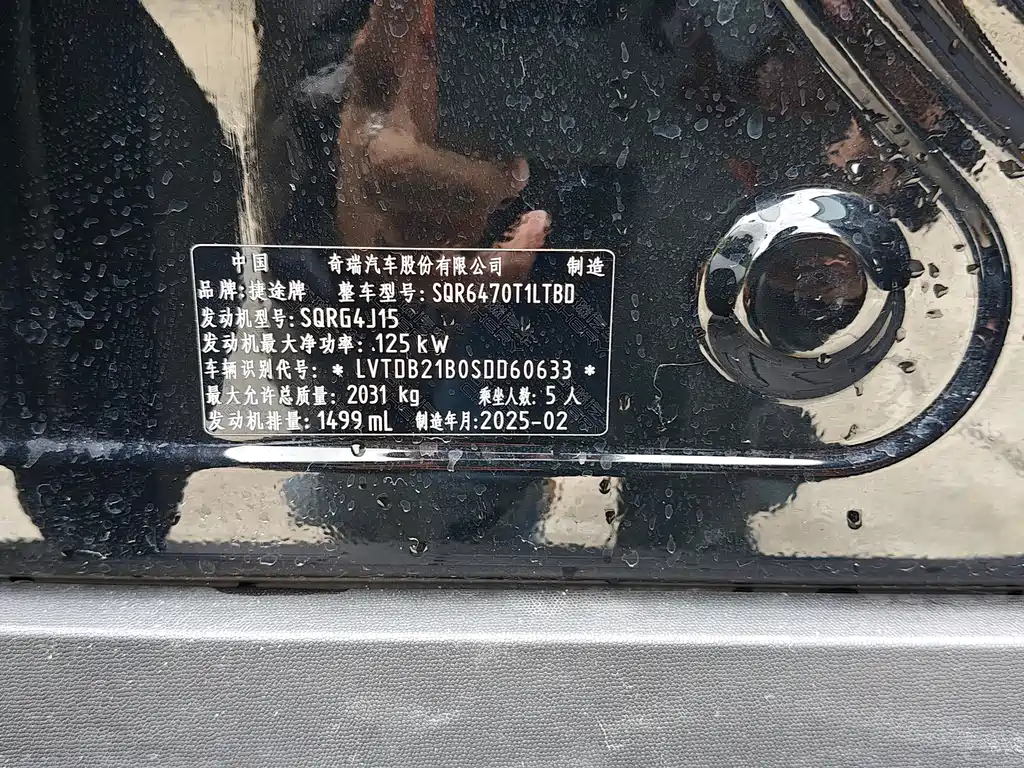 中国 奇瑞汽车股份有限公司 制造
品牌:捷途牌 整车型号: SQR6470T1LTBD
发动机型号: SQRG4J15
发动机最大净功率: 125 kW
车辆识别代号: * LVTDB21B0SDD60633 *
最大允许总质量: 2031 kg 乘坐人数: 5 人
发动机排量: 1499 mL 制造年月:2025-02